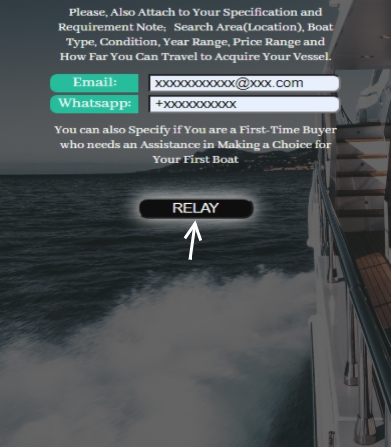 Please, Also Attach to Your Specification and
Requirement Note;  Search Area(Location), Boat
Type, Condition, Year Range, Price Range and
How Far You Can Travel to Acquire Your Vessel.
Email: xxxxxxxxxxx@xxx.com
Whatsapp: +xxxxxxxxxx
You can also Specify if You are a First-Time Buyer
who needs an Assistance in Making a Choice for
Your First Boat
RELAY